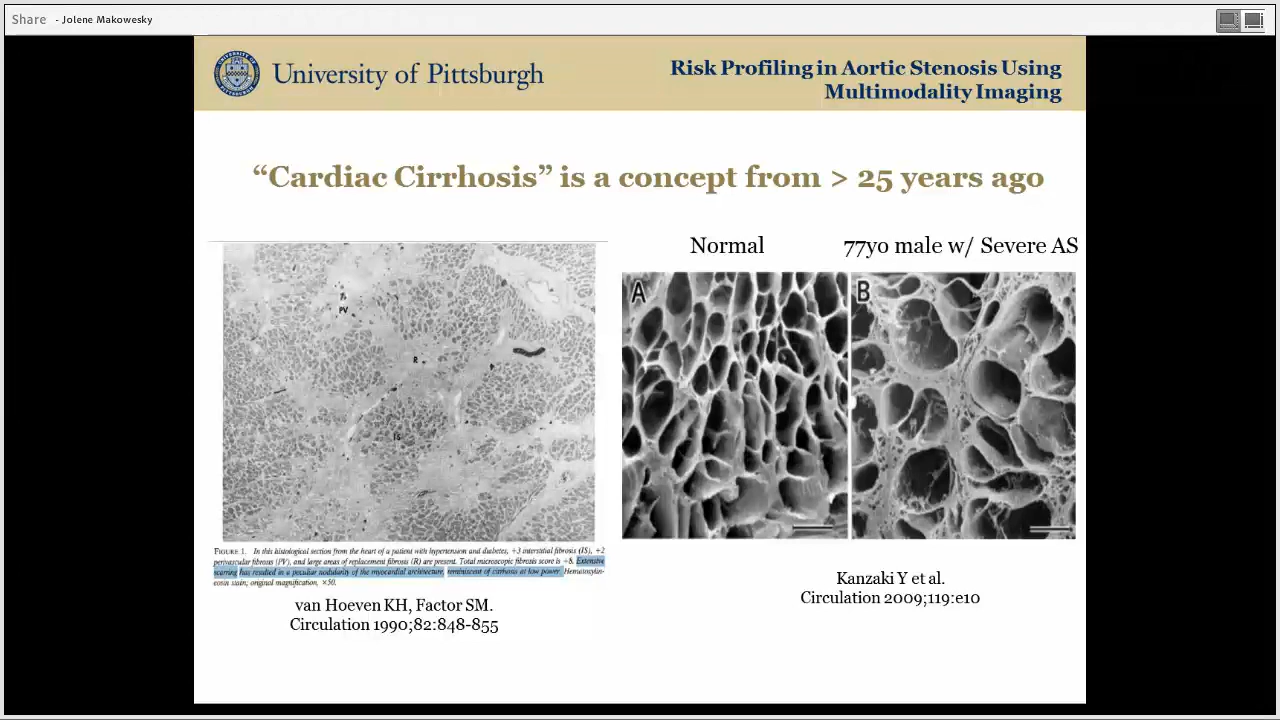 Share - Jolene Makowesky
University of Pittsburgh
Risk Profiling in Aortic Stenosis Using
Multimodality Imaging
“Cardiac Cirrhosis” is a concept from > 25 years ago
Normal
77yo male w/ Severe AS
PV
R
IS
A
B
FIGURE 1. In this histological section from the heart of a patient with hypertension and diabetes, +3 interstitial fibrosis (IS), +2
perivascular fibrosis (PV), and large areas of replacement fibrosis (R) are present. Total microscopic fibrosis score is +8. Extensive
scarring has resulted in a peculiar nodularity of the myocardial architecture, reminiscent of cirrhosis at low power. Hematoxylin-
eosin stain; original magnification, ×50.
van Hoeven KH, Factor SM.
Circulation 1990;82:848-855
Kanzaki Y et al.
Circulation 2009;119:e10